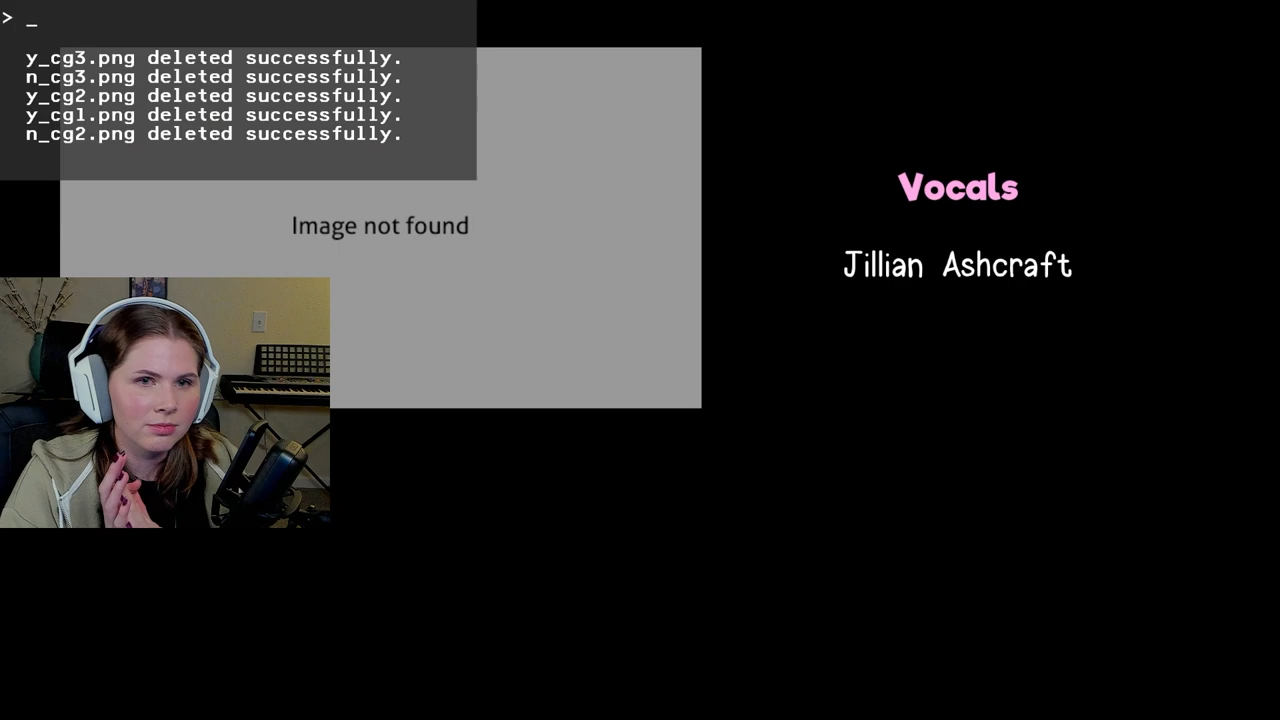 > _
y_cg3.png deleted successfully.
n_cg3.png deleted successfully.
y_cg2.png deleted successfully.
y_cg1.png deleted successfully.
n_cg2.png deleted successfully.
Image not found
Vocals
Jillian Ashcraft